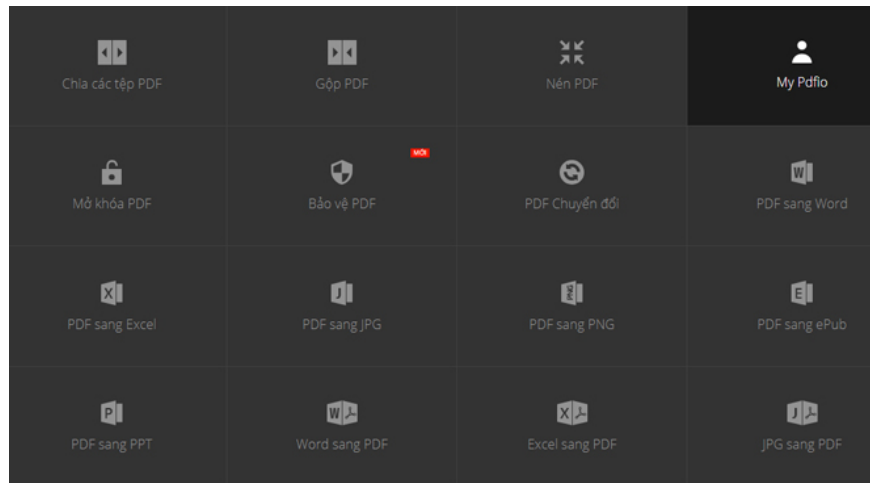 Chia các tệp PDF
Gộp PDF
Nén PDF
My Pdfio
Mở khóa PDF
MỚI
Bảo vệ PDF
PDF Chuyển đổi
W
PDF sang Word
X
PDF sang Excel
J
PDF sang JPG
PNG
PDF sang PNG
E
PDF sang ePub
P
PDF sang PPT
W
Word sang PDF
X
Excel sang PDF
J
JPG sang PDF